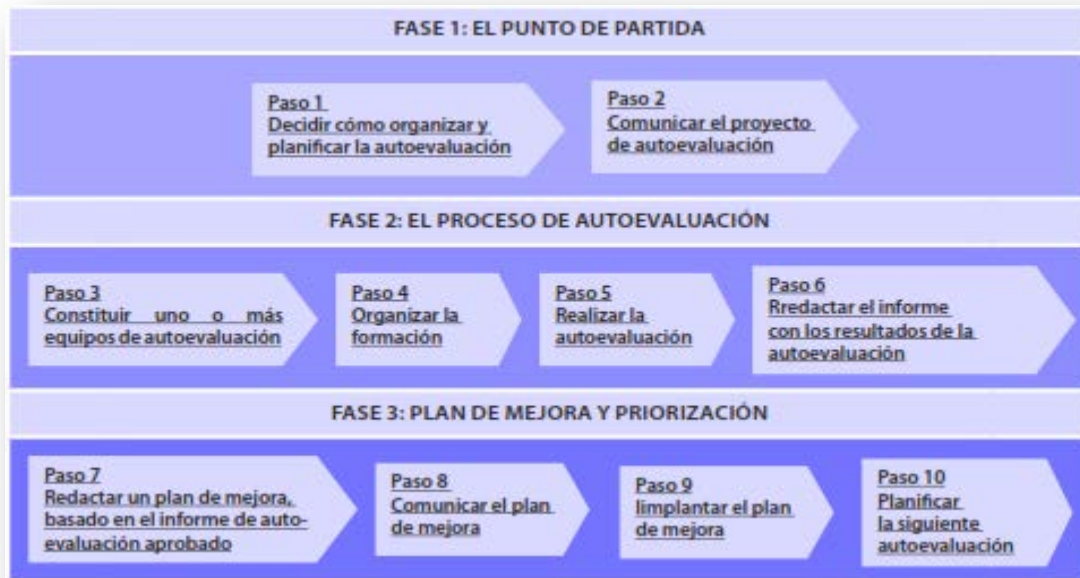 FASE 1: EL PUNTO DE PARTIDA
Paso 1
Decidir cómo organizar y
planificar la autoevaluación
Paso 2
Comunicar el proyecto
de autoevaluación
FASE 2: EL PROCESO DE AUTOEVALUACIÓN
Paso 3
Constituir uno o más
equipos de autoevaluación
Paso 4
Organizar la
formación
Paso 5
Realizar la
autoevaluación
Paso 6
Rredactar el informe
con los resultados de la
autoevaluación
FASE 3: PLAN DE MEJORA Y PRIORIZACIÓN
Paso 7
Redactar un plan de mejora,
basado en el informe de auto-
evaluación aprobado
Paso 8
Comunicar el plan
de mejora
Paso 9
Iimplantar el plan
de mejora
Paso 10
Planificar
la siguiente
autoevaluación